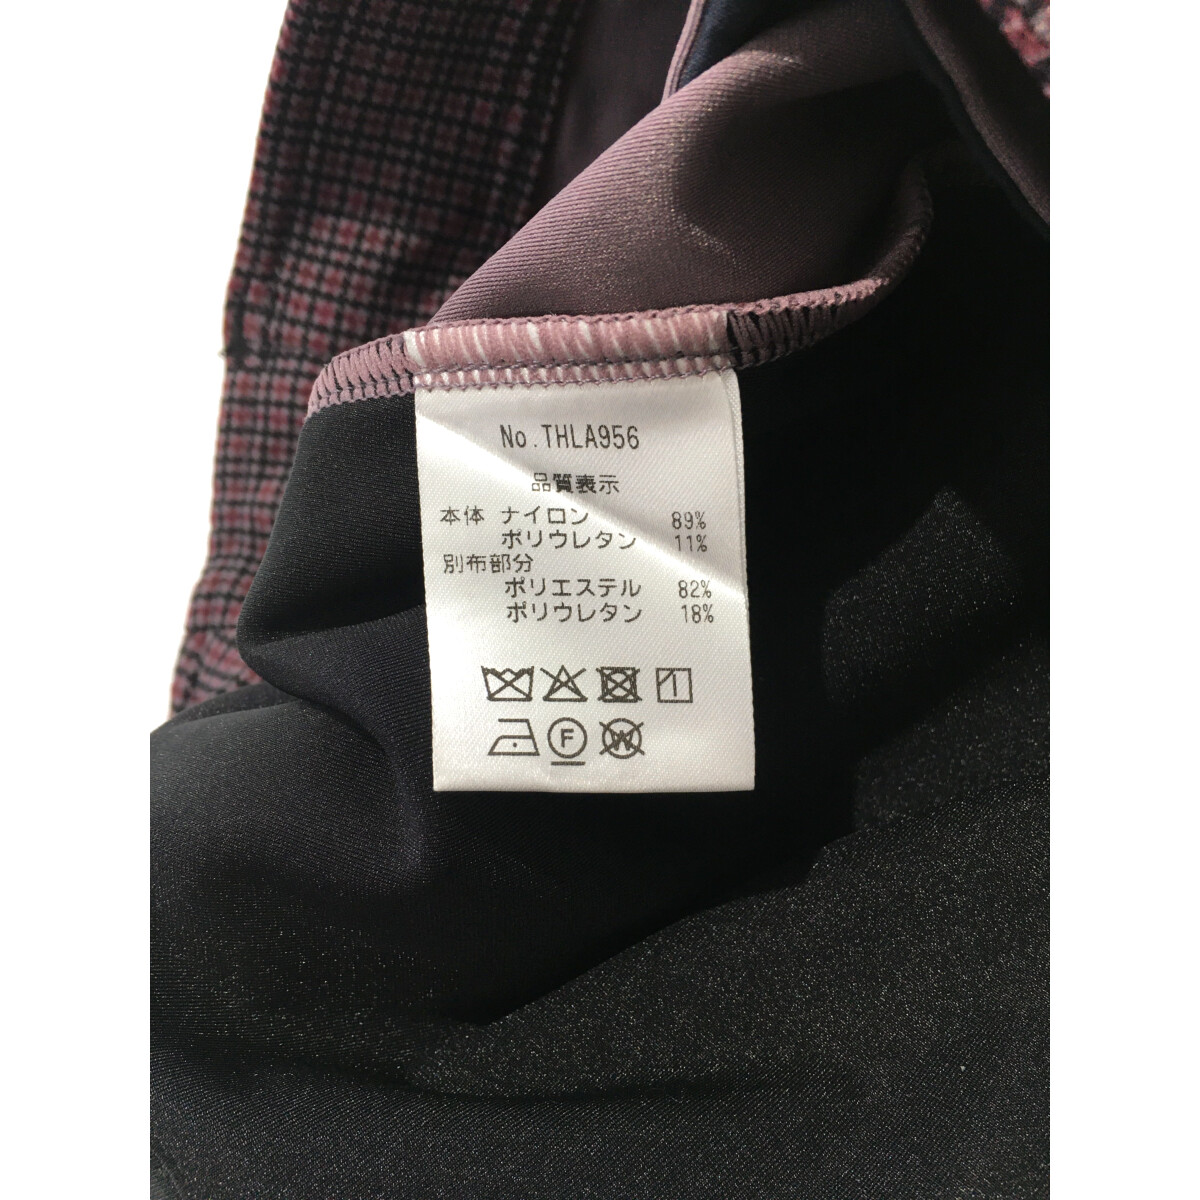 No.THLA956
品質表示
本体 ナイロン 89%
ポリウレタン 11%
別布部分
ポリエステル 82%
ポリウレタン 18%
F
W